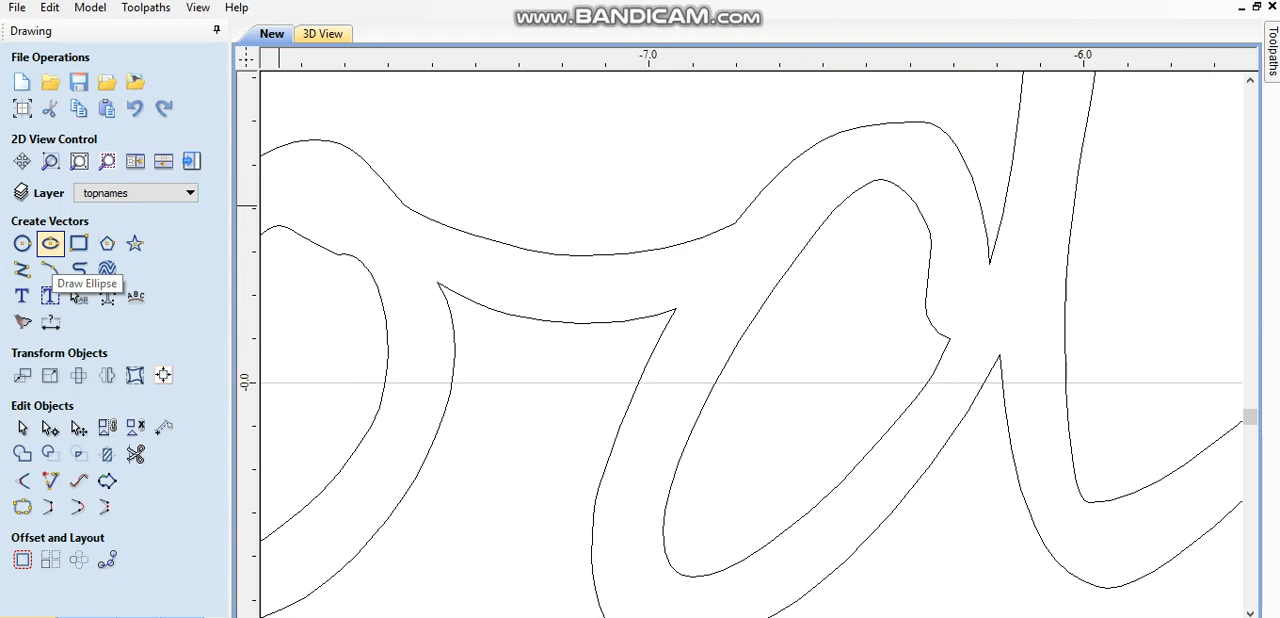 File Edit Model Toolpaths View Help
www.BANDICAM.com
Drawing
New 3D View
Toolpaths
File Operations
-7.0 -6.0
2D View Control
Layer topnames
Create Vectors
Draw Ellipse
Transform Objects
-0.0
Edit Objects
Offset and Layout